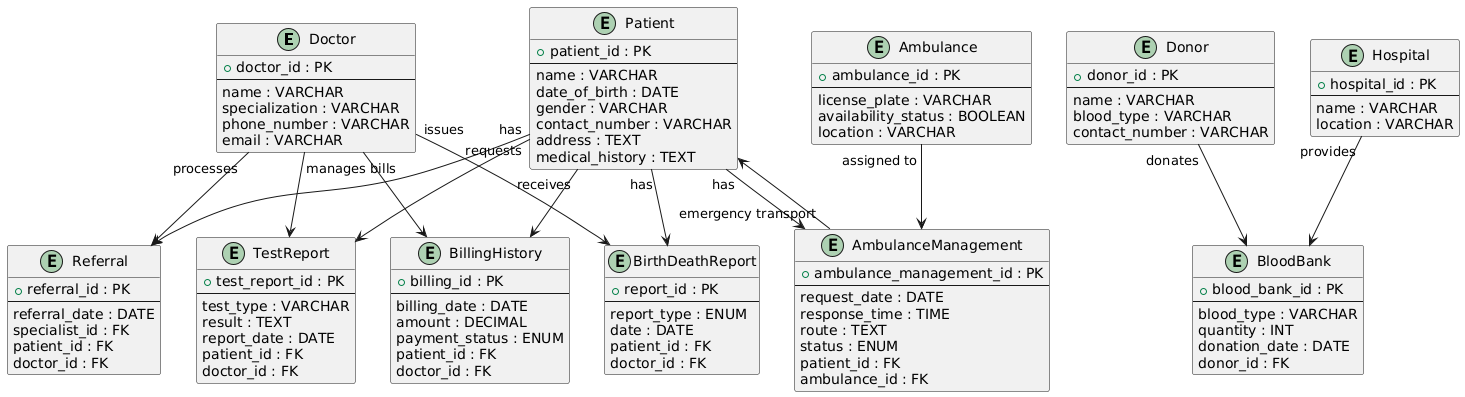 E Doctor
doctor_id : PK
name : VARCHAR
specialization : VARCHAR
phone_number : VARCHAR
email : VARCHAR
E Patient
patient_id : PK
name : VARCHAR
date_of_birth : DATE
gender : VARCHAR
contact_number : VARCHAR
address : TEXT
medical_history : TEXT
E Ambulance
ambulance_id : PK
license_plate : VARCHAR
availability_status : BOOLEAN
location : VARCHAR
E Donor
donor_id : PK
name : VARCHAR
blood_type : VARCHAR
contact_number : VARCHAR
E Hospital
hospital_id : PK
name : VARCHAR
location : VARCHAR
issues
has
requests
processes
manages bills
receives
has
has
emergency transport
assigned to
donates
provides
E Referral
referral_id : PK
referral_date : DATE
specialist_id : FK
patient_id : FK
doctor_id : FK
E TestReport
test_report_id : PK
test_type : VARCHAR
result : TEXT
report_date : DATE
patient_id : FK
doctor_id : FK
E BillingHistory
billing_id : PK
billing_date : DATE
amount : DECIMAL
payment_status : ENUM
patient_id : FK
doctor_id : FK
E BirthDeathReport
report_id : PK
report_type : ENUM
date : DATE
patient_id : FK
doctor_id : FK
E AmbulanceManagement
ambulance_management_id : PK
request_date : DATE
response_time : TIME
route : TEXT
status : ENUM
patient_id : FK
ambulance_id : FK
E BloodBank
blood_bank_id : PK
blood_type : VARCHAR
quantity : INT
donation_date : DATE
donor_id : FK